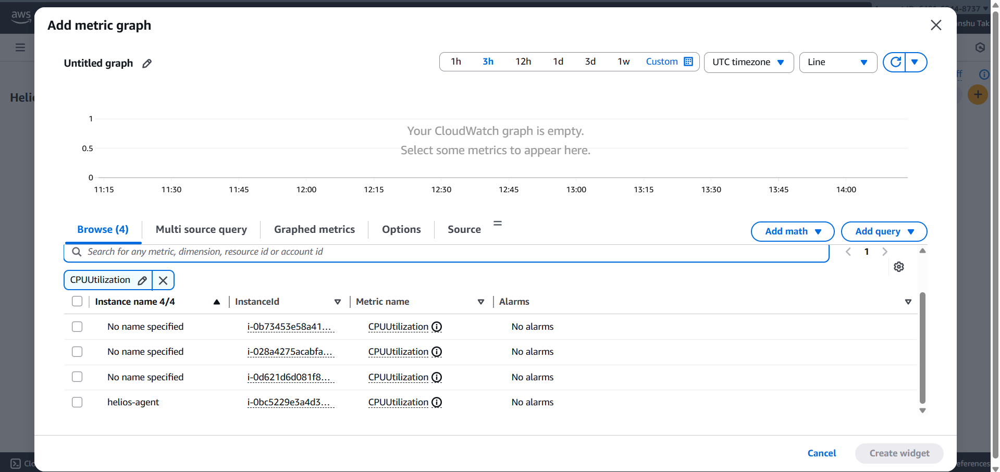 aws
4-8737
Add metric graph
nshu Tak
Untitled graph
1h 3h 12h 1d 3d 1w Custom
UTC timezone
Line
ff
Helio
1
Your CloudWatch graph is empty.
0.5
Select some metrics to appear here.
0
11:15 11:30 11:45 12:00 12:15 12:30 12:45 13:00 13:15 13:30 13:45 14:00
Browse (4) Multi source query Graphed metrics Options Source
Add math
Add query
Search for any metric, dimension, resource id or account id
1
CPUUtilization
Instance name 4/4 InstanceId Metric name Alarms
No name specified i-0b73453e58a41... CPUUtilization No alarms
No name specified i-028a4275acabfa... CPUUtilization No alarms
No name specified i-0d621d6d081f8... CPUUtilization No alarms
helios-agent i-0bc5229e3a4d3... CPUUtilization No alarms
Cancel
Create widget
Clo
eferences